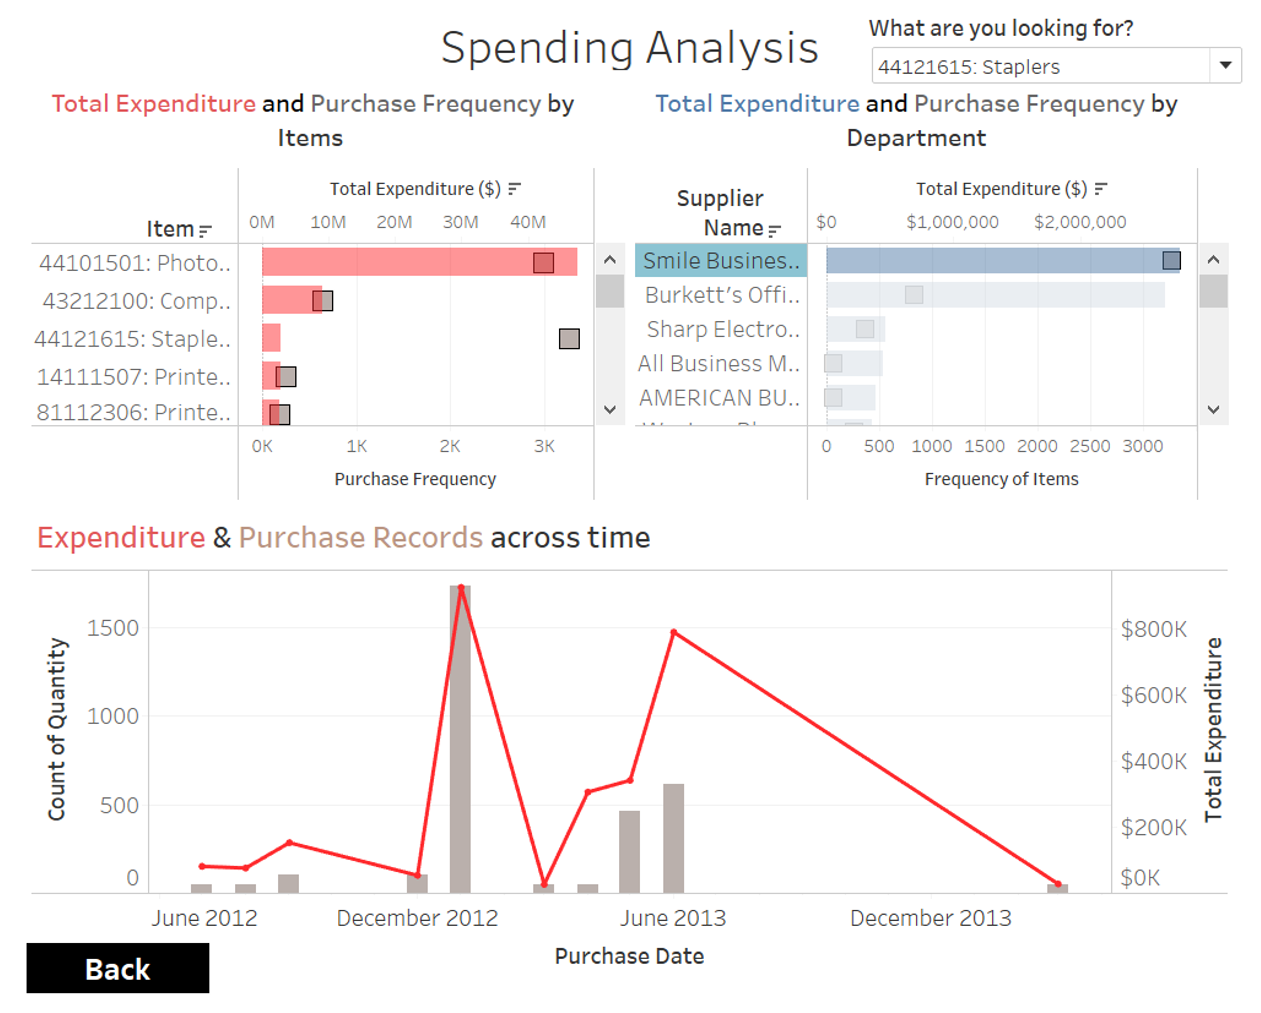 Spending Analysis
What are you looking for?
44121615: Staplers
Total Expenditure and Purchase Frequency by
Items
Total Expenditure ($)
Item
0M 10M 20M 30M 40M
44101501: Photo..
43212100: Comp..
44121615: Staple..
14111507: Printe..
81112306: Printe..
0K 1K 2K 3K
Purchase Frequency
Total Expenditure and Purchase Frequency by
Department
Supplier
Name
Total Expenditure ($)
$0 $1,000,000 $2,000,000
Smile Busines..
Burkett's Offi..
Sharp Electro..
All Business M..
AMERICAN BU..
0 500 1000 1500 2000 2500 3000
Frequency of Items
Expenditure & Purchase Records across time
Count of Quantity
1500
1000
500
0
$800K
$600K
$400K
$200K
$0K
Total Expenditure
June 2012 December 2012 June 2013 December 2013
Purchase Date
Back